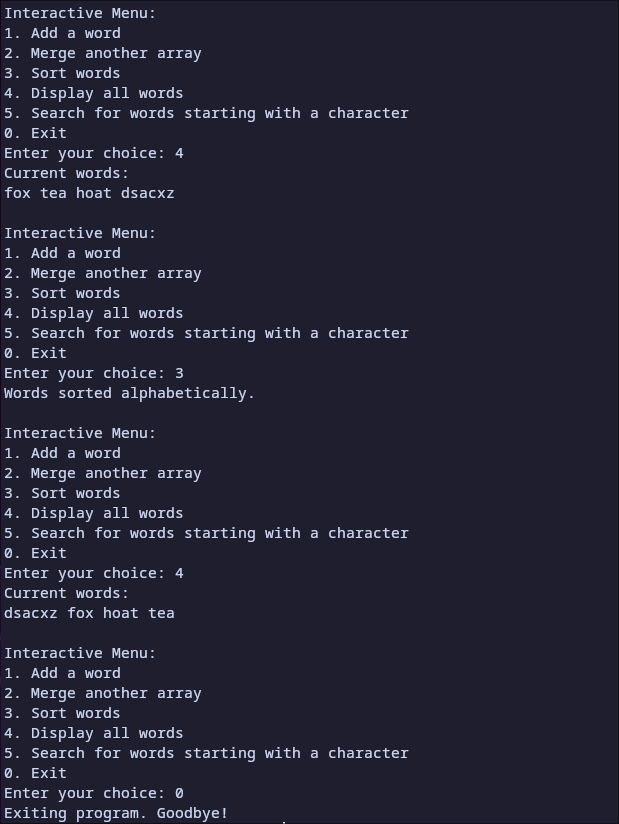 Interactive Menu:
1. Add a word
2. Merge another array
3. Sort words
4. Display all words
5. Search for words starting with a character
0. Exit
Enter your choice: 4
Current words:
fox tea hoat dsacxz
Interactive Menu:
1. Add a word
2. Merge another array
3. Sort words
4. Display all words
5. Search for words starting with a character
0. Exit
Enter your choice: 3
Words sorted alphabetically.
Interactive Menu:
1. Add a word
2. Merge another array
3. Sort words
4. Display all words
5. Search for words starting with a character
0. Exit
Enter your choice: 4
Current words:
dsacxz fox hoat tea
Interactive Menu:
1. Add a word
2. Merge another array
3. Sort words
4. Display all words
5. Search for words starting with a character
0. Exit
Enter your choice: 0
Exiting program. Goodbye!